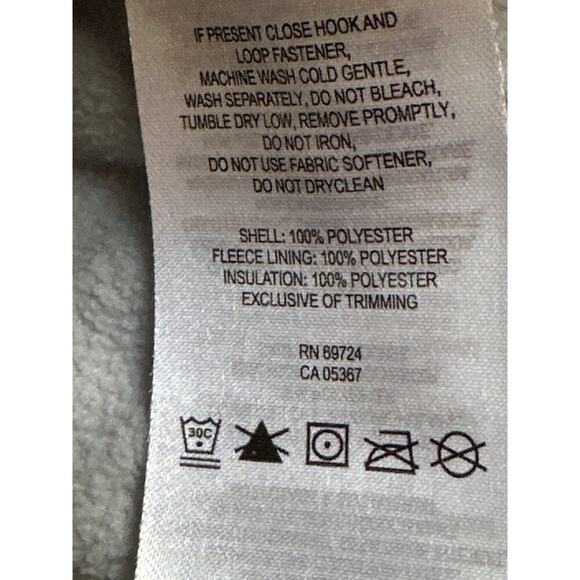 IF PRESENT CLOSE HOOK AND
LOOP FASTENER,
MACHINE WASH COLD GENTLE,
WASH SEPARATELY, DO NOT BLEACH,
TUMBLE DRY LOW, REMOVE PROMPTLY,
DO NOT IRON,
DO NOT USE FABRIC SOFTENER,
DO NOT DRYCLEAN
SHELL: 100% POLYESTER
FLEECE LINING: 100% POLYESTER
INSULATION: 100% POLYESTER
EXCLUSIVE OF TRIMMING
RN 69724
CA 05367
30C